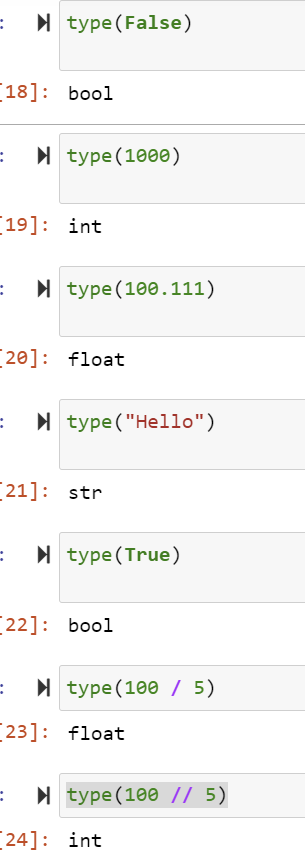 :
type(False)
[18]: bool
:
type(1000)
[19]: int
:
type(100.111)
[20]: float
:
type("Hello")
[21]: str
:
type(True)
[22]: bool
:
type(100 / 5)
[23]: float
:
type(100 // 5)
[24]: int